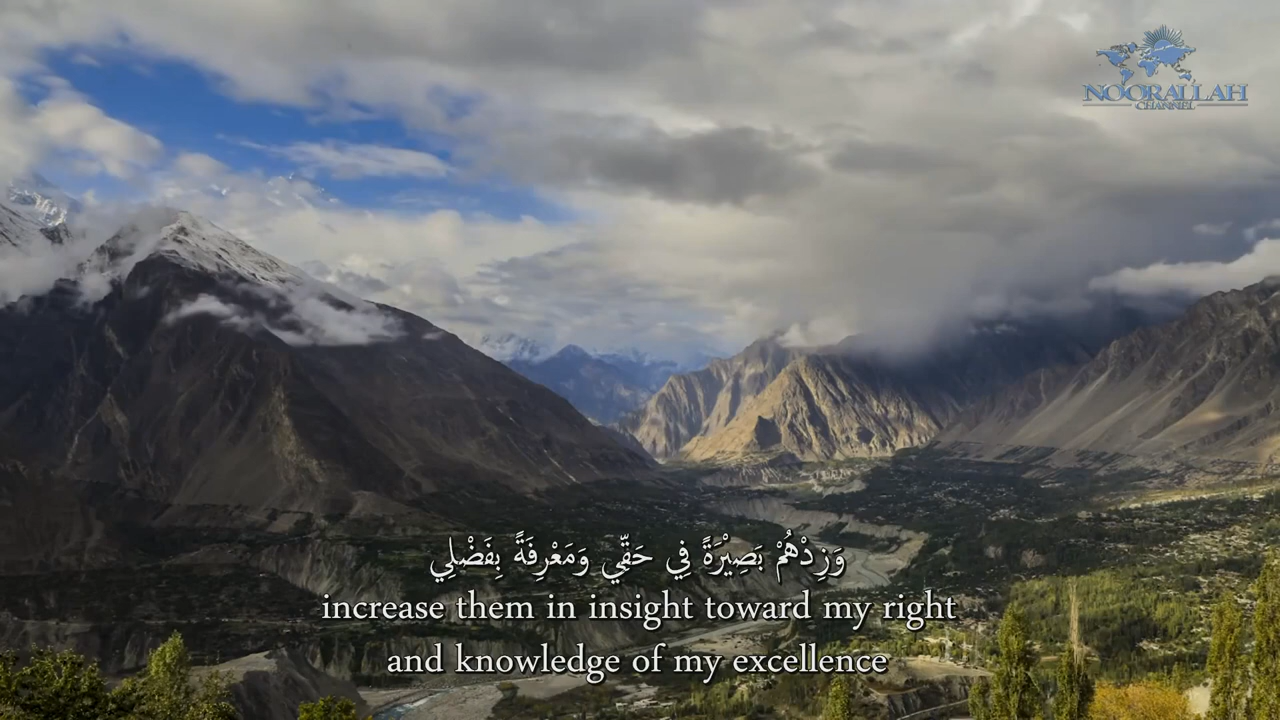 NOORALLAH
CHANNEL
وَزِدْهُمْ بَصِيْرَةً فِي حَقِّي وَمَعْرِفَةً بِفَضْلِي
increase them in insight toward my right
and knowledge of my excellence